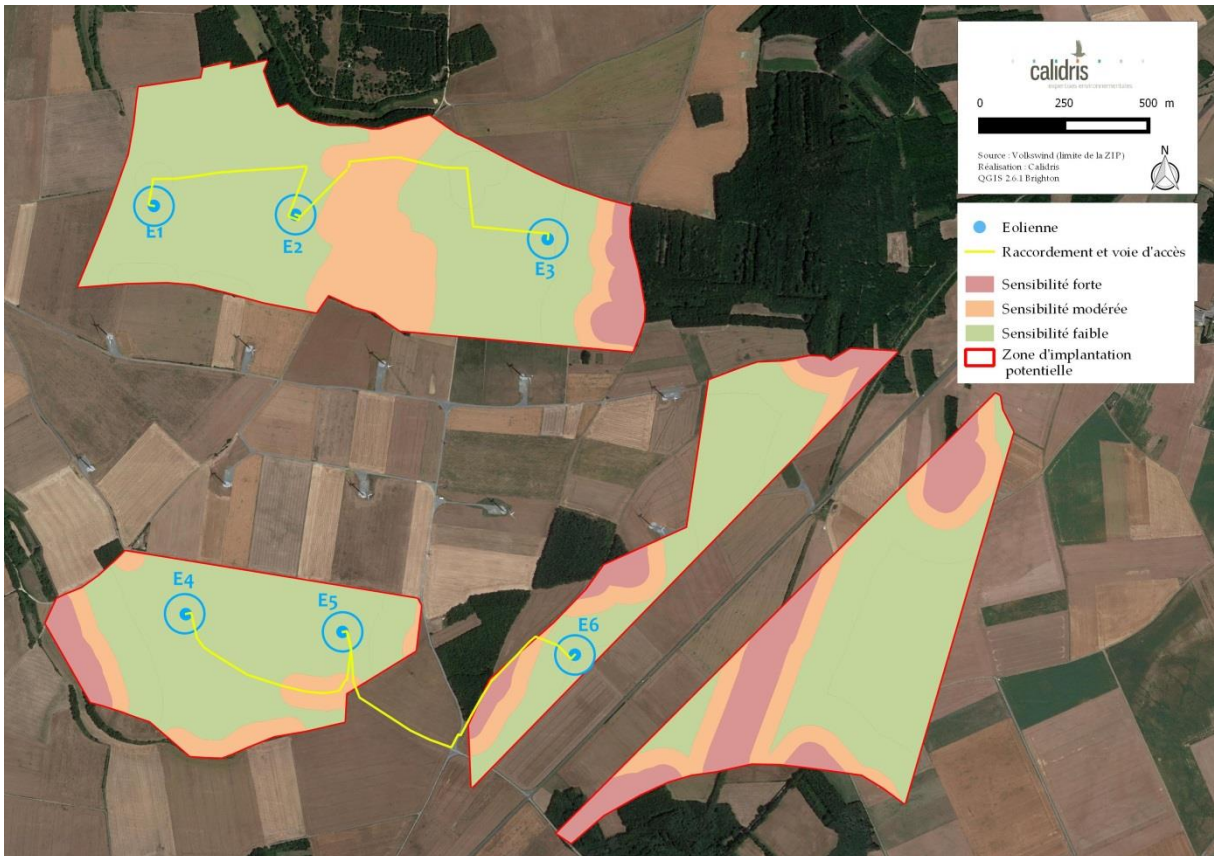 calidris
expertises environnementales
0 250 500 m
Source : Volkswind (limite de la ZIP)
Réalisation : Calidris
QGIS 2.6.1 Brighton
N
Eolienne
Raccordement et voie d'accès
Sensibilité forte
Sensibilité modérée
Sensibilité faible
Zone d'implantation
potentielle
E1
E2
E3
E4
E5
E6